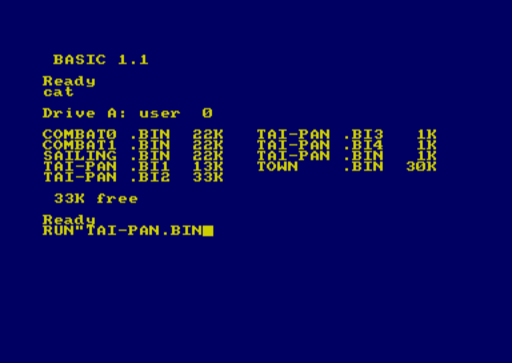 BASIC 1.1
Ready
cat
Drive A: user  0
COMBAT0 .BIN  22K   TAI-PAN .BI3   1K
COMBAT1 .BIN  22K   TAI-PAN .BI4   1K
SAILING .BIN  22K   TAI-PAN .BIN   1K
TAI-PAN .BI1  13K   TOWN    .BIN  30K
TAI-PAN .BI2  33K
33K free
Ready
RUN"TAI-PAN.BIN